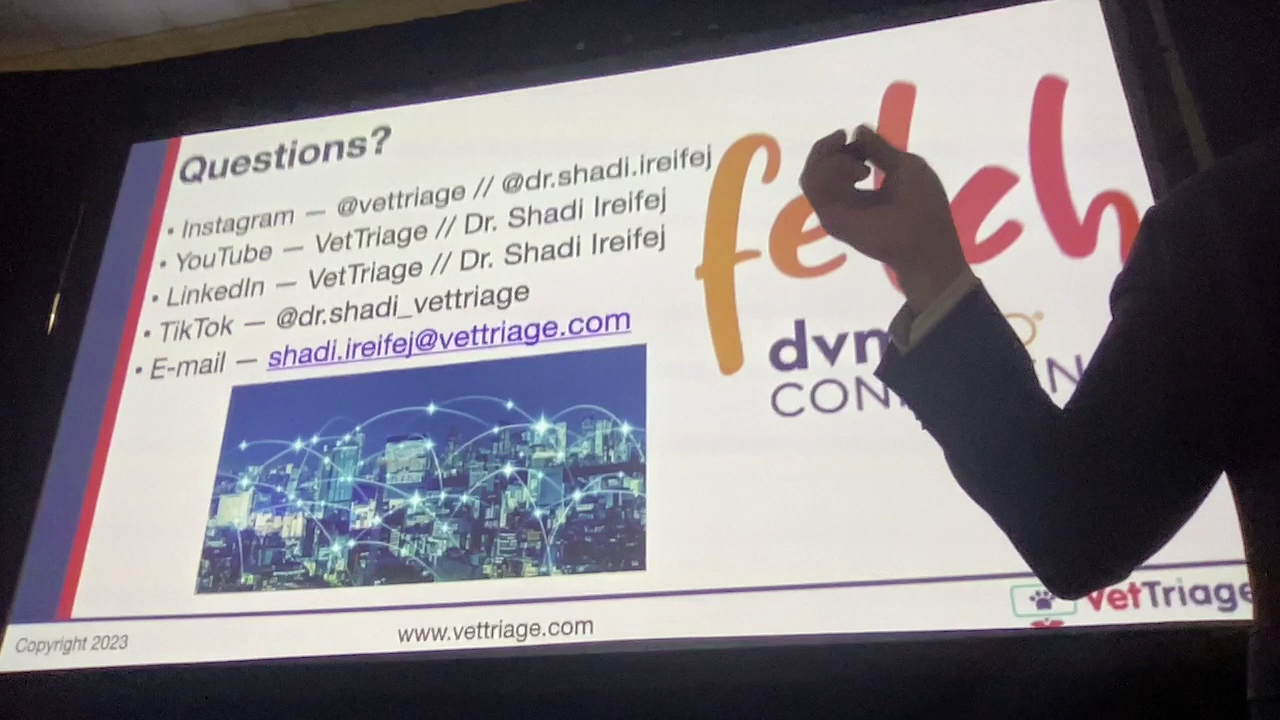 Questions?
• Instagram — @vettriage // @dr.shadi.ireifej
• YouTube — VetTriage // Dr. Shadi Ireifej
• LinkedIn — VetTriage // Dr. Shadi Ireifej
• TikTok — @dr.shadi_vettriage
• E-mail — shadi.ireifej@vettriage.com
fetch
dvm
VetTriage
www.vettriage.com
Copyright 2023